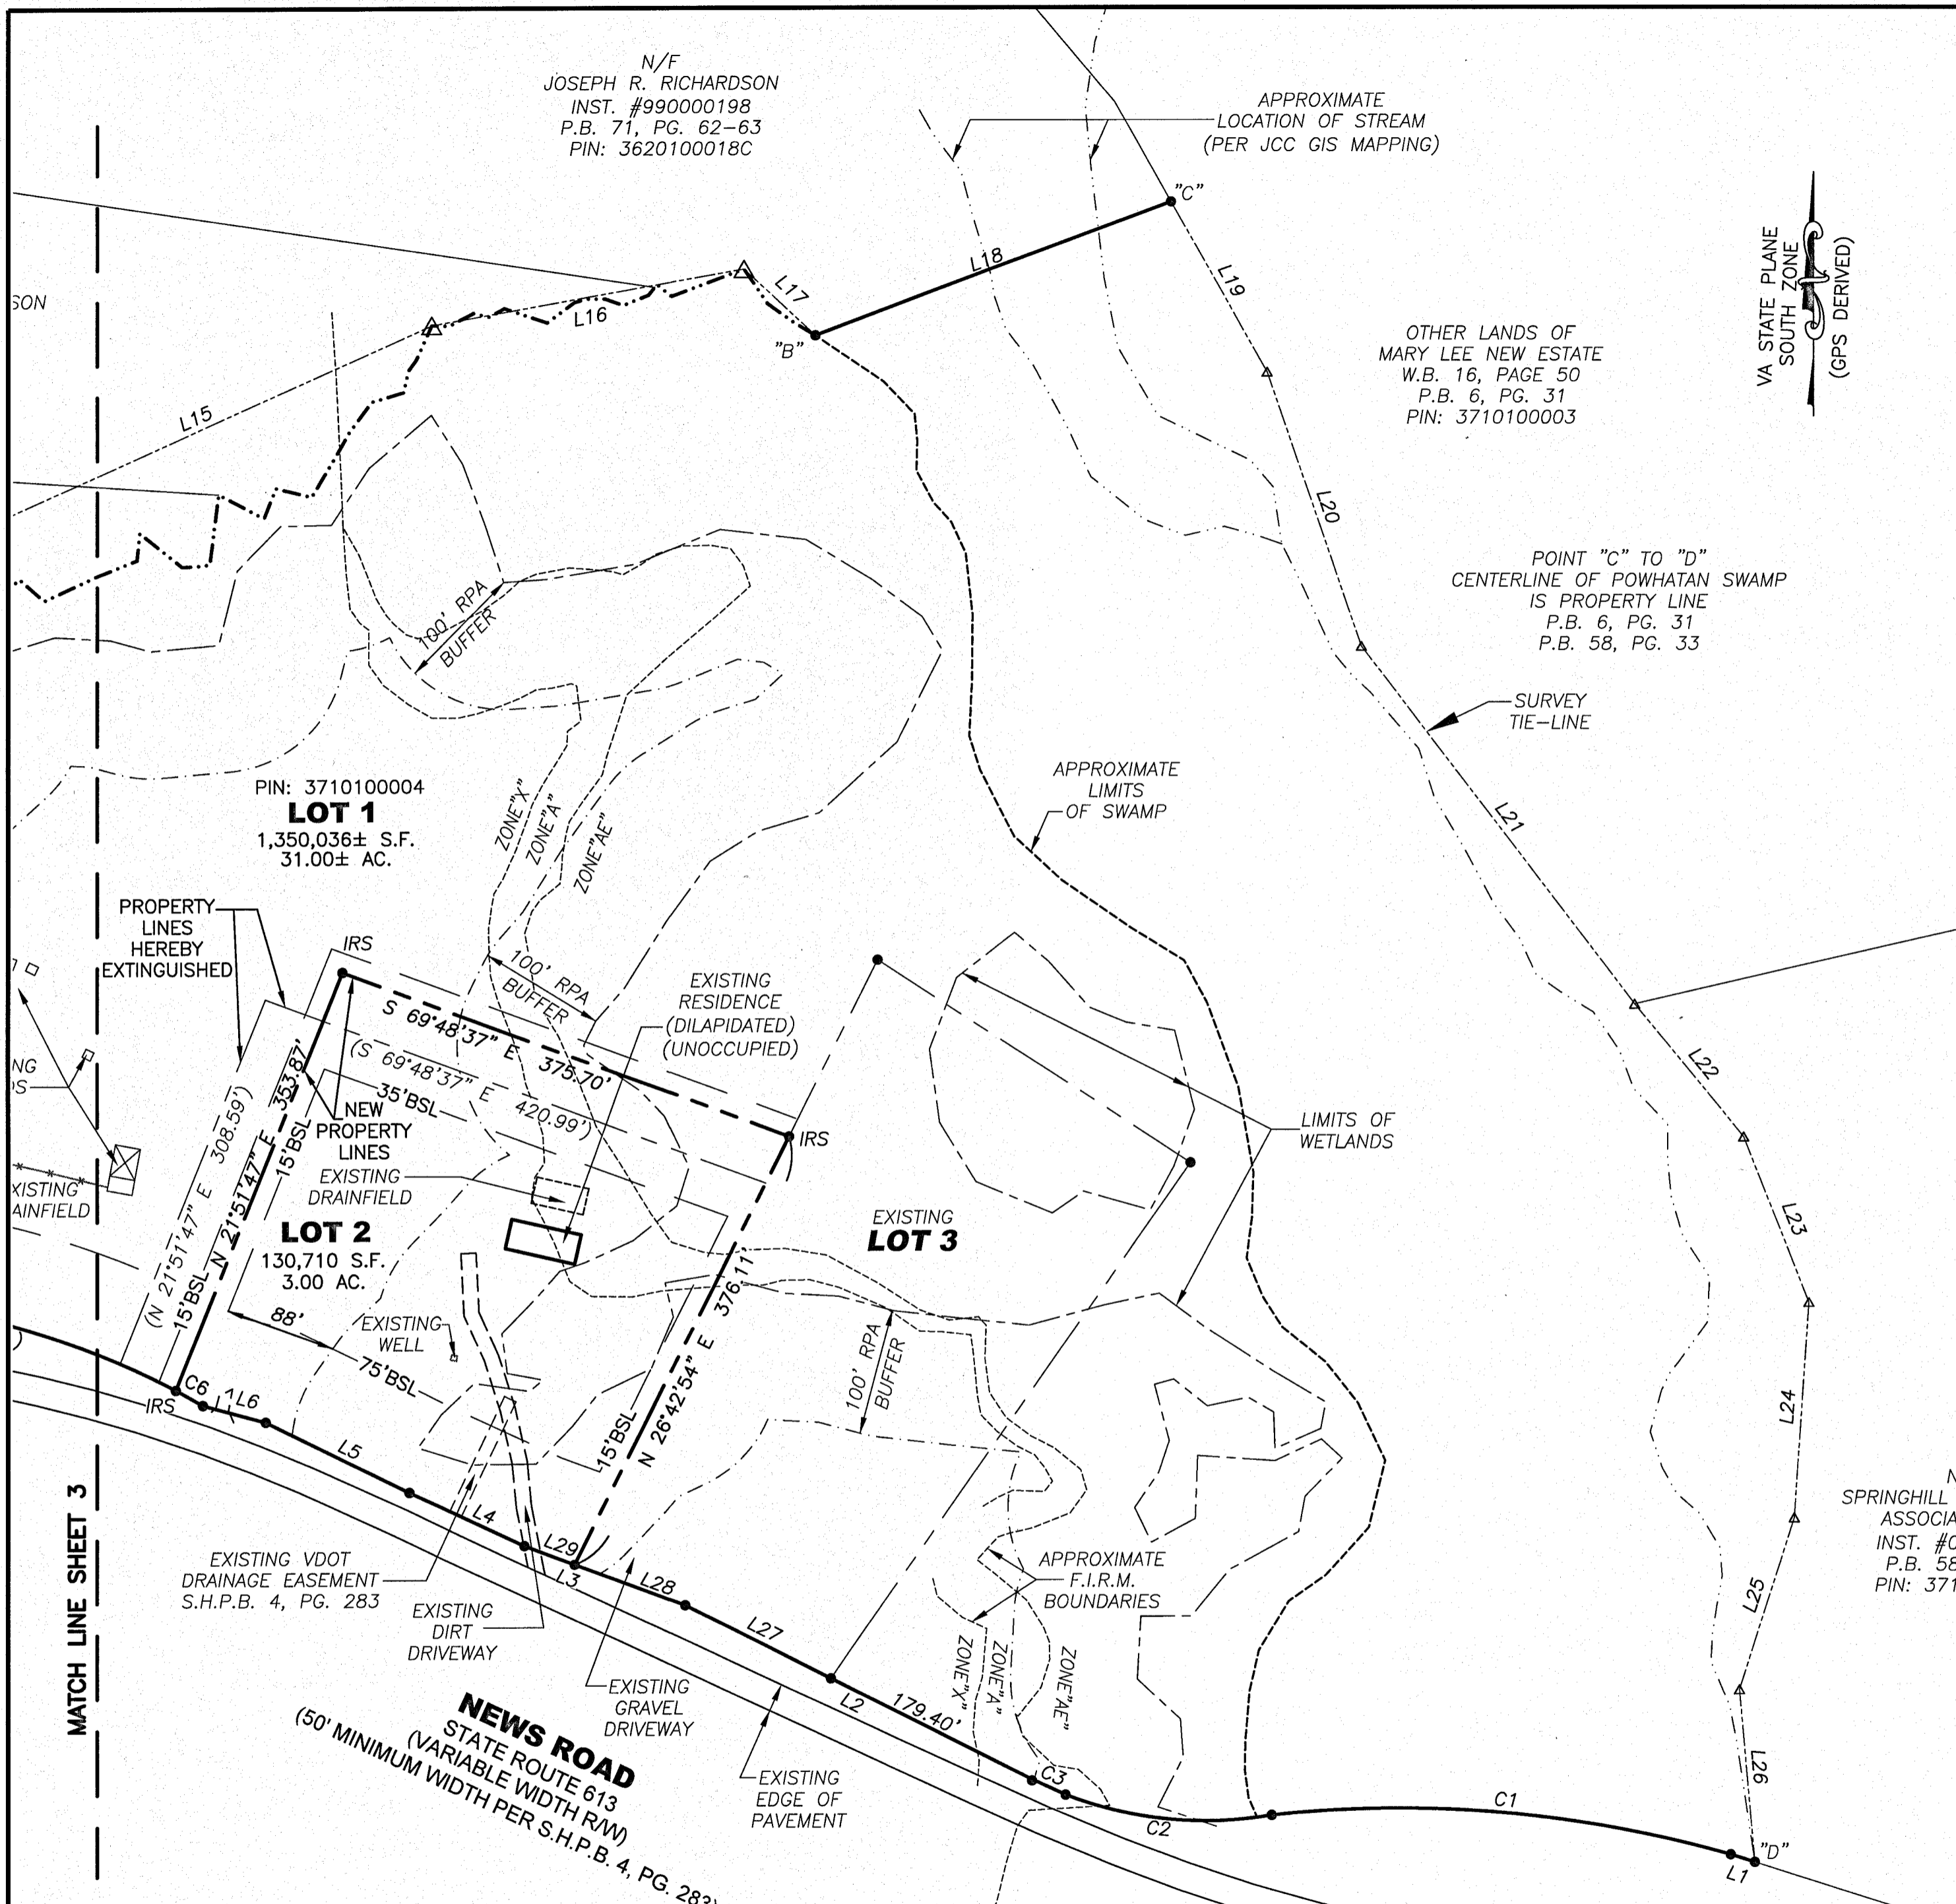 N/F
JOSEPH R. RICHARDSON
INST. #990000198
P.B. 71, PG. 62-63
PIN: 3620100018C
APPROXIMATE
LOCATION OF STREAM
(PER JCC GIS MAPPING)
"C"
L18
L19
L17
L16
"B"
L15
SON
VA STATE PLANE
SOUTH ZONE
(GPS DERIVED)
OTHER LANDS OF
MARY LEE NEW ESTATE
W.B. 16, PAGE 50
P.B. 6, PG. 31
PIN: 3710100003
L20
POINT "C" TO "D"
CENTERLINE OF POWHATAN SWAMP
IS PROPERTY LINE
P.B. 6, PG. 31
P.B. 58, PG. 33
SURVEY
TIE-LINE
100' RPA
BUFFER
PIN: 3710100004
LOT 1
1,350,036± S.F.
31.00± AC.
ZONE"X"
ZONE"A"
ZONE"AE"
APPROXIMATE
LIMITS
OF SWAMP
L21
PROPERTY
LINES
HEREBY
EXTINGUISHED
IRS
100' RPA
BUFFER
S 69°48'37" E 375.70'
(S 69°48'37" E 420.99')
35'BSL
EXISTING
RESIDENCE
(DILAPIDATED)
(UNOCCUPIED)
NG
S
NEW
PROPERTY
LINES
353.87'
N 21°51'47" E
(N 21°51'47" E 308.59')
15'BSL
15'BSL
IRS
LIMITS OF
WETLANDS
L22
L23
XISTING
AINFIELD
EXISTING
DRAINFIELD
LOT 2
130,710 S.F.
3.00 AC.
EXISTING
LOT 3
88'
EXISTING
WELL
75'BSL
N 26°42'54" E 376.11'
15'BSL
100' RPA
BUFFER
L24
C6
IRS
L6
L5
L4
L29
L3
L28
L27
L2
179.40'
C3
C2
C1
L25
L26
L1
"D"
MATCH LINE SHEET 3
EXISTING VDOT
DRAINAGE EASEMENT
S.H.P.B. 4, PG. 283
EXISTING
DIRT
DRIVEWAY
EXISTING
GRAVEL
DRIVEWAY
APPROXIMATE
F.I.R.M.
BOUNDARIES
ZONE"X"
ZONE"A"
ZONE"AE"
N
SPRINGHILL
ASSOCIA
INST. #0
P.B. 58
PIN: 371
NEWS ROAD
STATE ROUTE 613
(VARIABLE WIDTH R/W)
(50' MINIMUM WIDTH PER S.H.P.B. 4, PG. 283)
EXISTING
EDGE OF
PAVEMENT